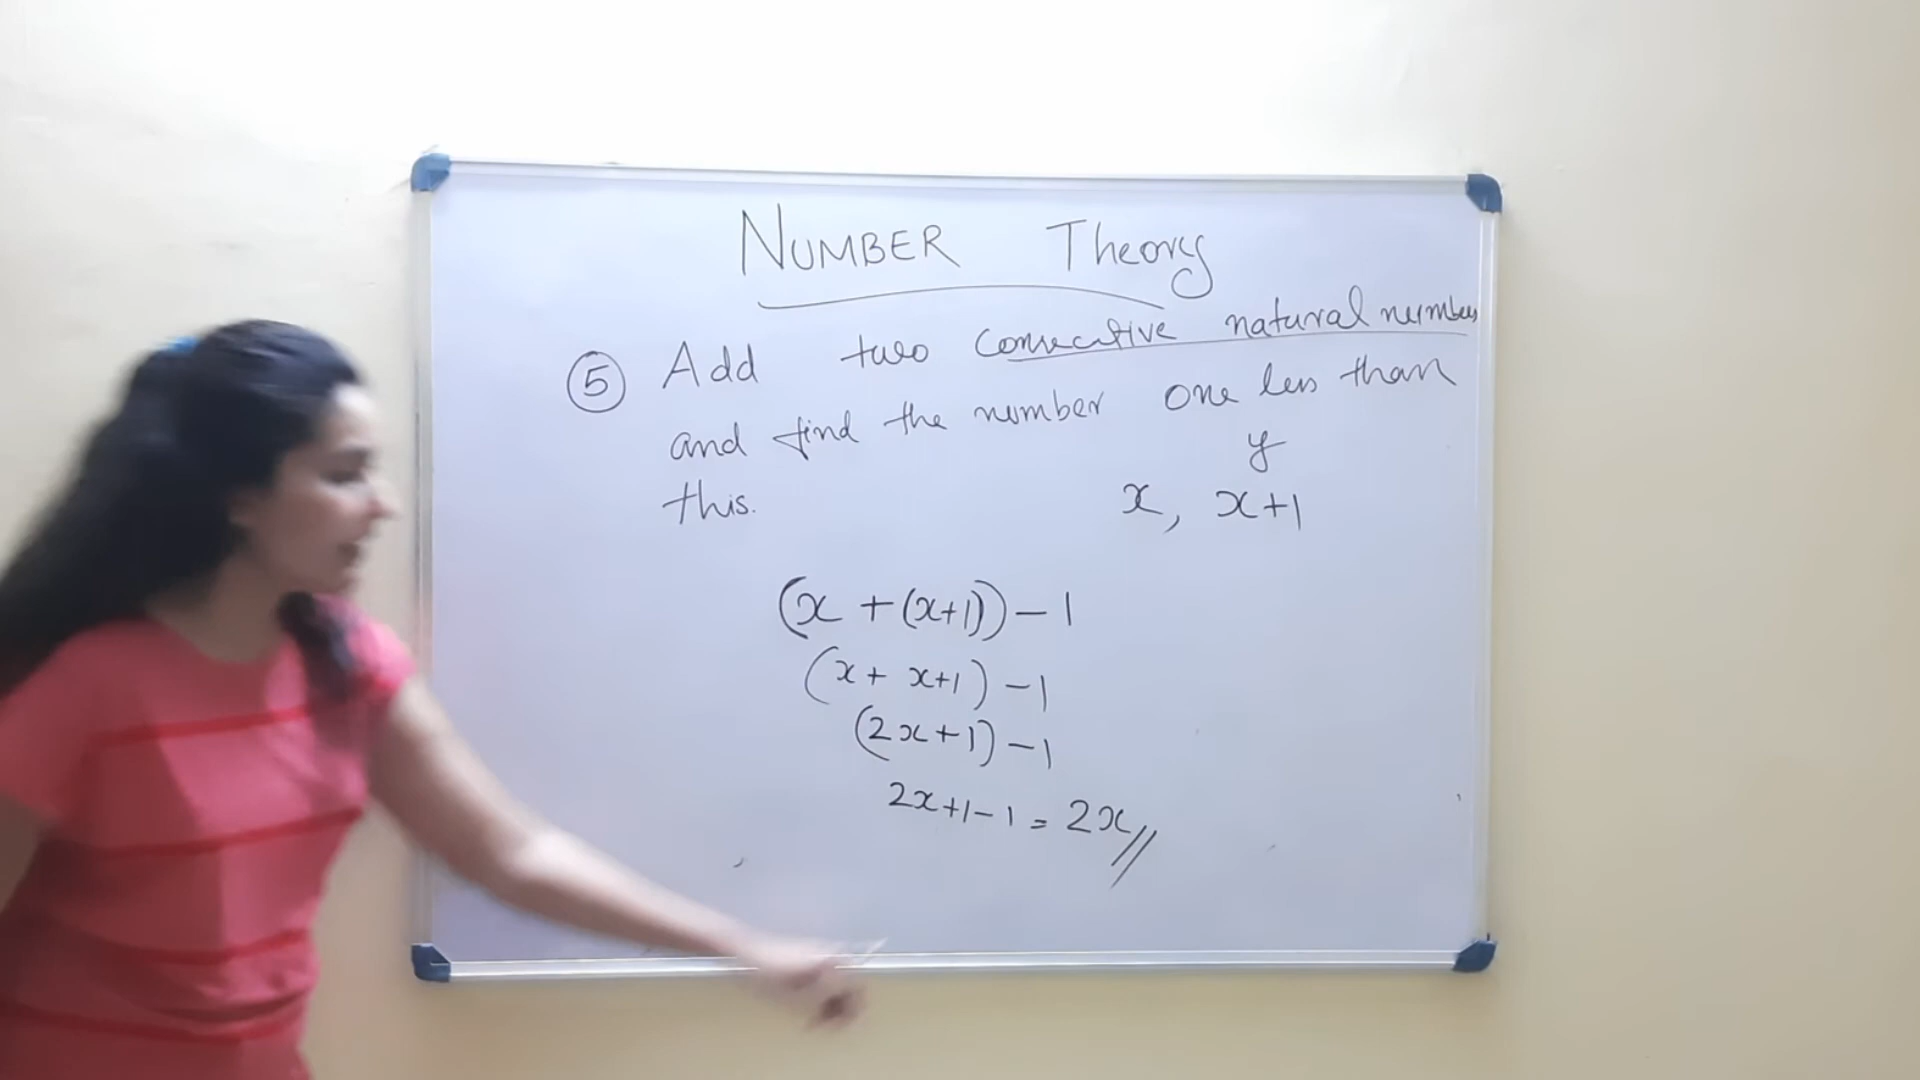 NUMBER Theory
⑤ Add two consecutive natural numbers
and find the number one less than
this.
y
x, x+1
(x + (x+1)) - 1
(x + x+1) - 1
(2x+1) - 1
2x+1-1 = 2x//